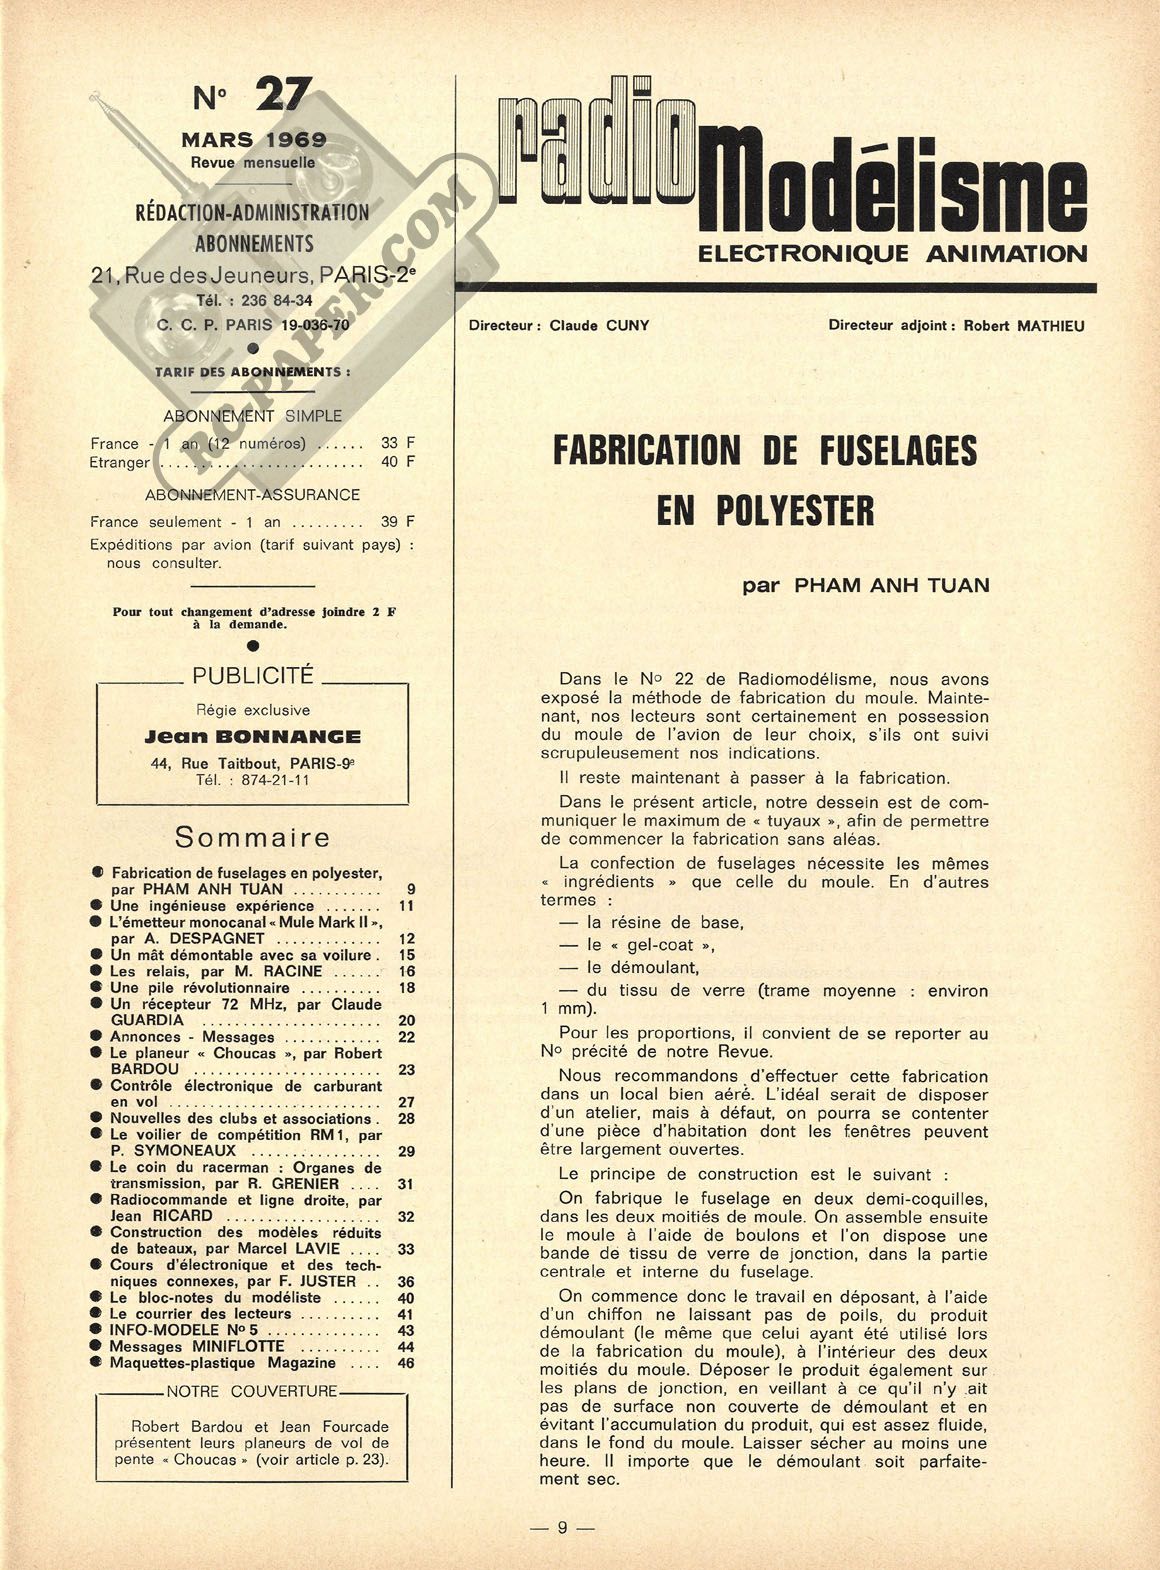 N° 27
MARS 1969
Revue mensuelle
RÉDACTION-ADMINISTRATION
ABONNEMENTS
21, Rue des Jeuneurs, PARIS-2e
Tél. : 236 84-34
C. C. P. PARIS 19-036-70
TARIF DES ABONNEMENTS :
ABONNEMENT SIMPLE
France - 1 an (12 numéros) ...... 33 F
Etranger ......................... 40 F
ABONNEMENT-ASSURANCE
France seulement - 1 an ......... 39 F
Expéditions par avion (tarif suivant pays) :
nous consulter.
Pour tout changement d'adresse joindre 2 F
à la demande.
PUBLICITÉ
Régie exclusive
Jean BONNANGE
44, Rue Taitbout, PARIS-9e
Tél. : 874-21-11
Sommaire
● Fabrication de fuselages en polyester,
par PHAM ANH TUAN ........... 9
● Une ingénieuse expérience ....... 11
● L'émetteur monocanal « Mule Mark II »,
par A. DESPAGNET ............. 12
● Un mât démontable avec sa voilure . 15
● Les relais, par M. RACINE ...... 16
● Une pile révolutionnaire .......... 18
● Un récepteur 72 MHz, par Claude
GUARDIA ...................... 20
● Annonces - Messages ............ 22
● Le planeur « Choucas », par Robert
BARDOU ....................... 23
● Contrôle électronique de carburant
en vol .......................... 27
● Nouvelles des clubs et associations . 28
● Le voilier de compétition RM 1, par
P. SYMONEAUX ................ 29
● Le coin du racerman : Organes de
transmission, par R. GRENIER .... 31
● Radiocommande et ligne droite, par
Jean RICARD ................... 32
● Construction des modèles réduits
de bateaux, par Marcel LAVIE .... 33
● Cours d'électronique et des tech-
niques connexes, par F. JUSTER .. 36
● Le bloc-notes du modéliste ...... 40
● Le courrier des lecteurs .......... 41
● INFO-MODELE N° 5 .............. 43
● Messages MINIFLOTTE .......... 44
● Maquettes-plastique Magazine .... 46
NOTRE COUVERTURE
Robert Bardou et Jean Fourcade
présentent leurs planeurs de vol de
pente « Choucas » (voir article p. 23).
RC-PAPER.COM
radio
Modélisme
ELECTRONIQUE ANIMATION
Directeur : Claude CUNY Directeur adjoint : Robert MATHIEU
FABRICATION DE FUSELAGES
EN POLYESTER
par PHAM ANH TUAN
Dans le N° 22 de Radiomodélisme, nous avons
exposé la méthode de fabrication du moule. Mainte-
nant, nos lecteurs sont certainement en possession
du moule de l'avion de leur choix, s'ils ont suivi
scrupuleusement nos indications.
Il reste maintenant à passer à la fabrication.
Dans le présent article, notre dessein est de com-
muniquer le maximum de « tuyaux », afin de permettre
de commencer la fabrication sans aléas.
La confection de fuselages nécessite les mêmes
« ingrédients » que celle du moule. En d'autres
termes :
— la résine de base,
— le « gel-coat »,
— le démoulant,
— du tissu de verre (trame moyenne : environ
1 mm).
Pour les proportions, il convient de se reporter au
N° précité de notre Revue.
Nous recommandons d'effectuer cette fabrication
dans un local bien aéré. L'idéal serait de disposer
d'un atelier, mais à défaut, on pourra se contenter
d'une pièce d'habitation dont les fenêtres peuvent
être largement ouvertes.
Le principe de construction est le suivant :
On fabrique le fuselage en deux demi-coquilles,
dans les deux moitiés de moule. On assemble ensuite
le moule à l'aide de boulons et l'on dispose une
bande de tissu de verre de jonction, dans la partie
centrale et interne du fuselage.
On commence donc le travail en déposant, à l'aide
d'un chiffon ne laissant pas de poils, du produit
démoulant (le même que celui ayant été utilisé lors
de la fabrication du moule), à l'intérieur des deux
moitiés du moule. Déposer le produit également sur
les plans de jonction, en veillant à ce qu'il n'y ait
pas de surface non couverte de démoulant et en
évitant l'accumulation du produit, qui est assez fluide,
dans le fond du moule. Laisser sécher au moins une
heure. Il importe que le démoulant soit parfaite-
ment sec.
— 9 —